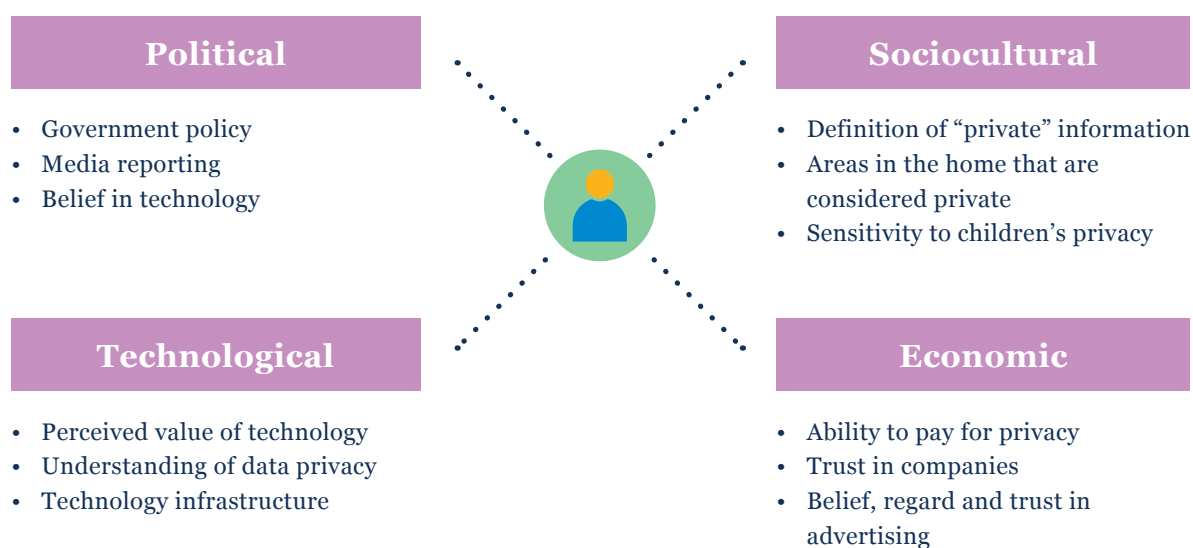 Political
• Government policy
• Media reporting
• Belief in technology
Sociocultural
• Definition of “private” information
• Areas in the home that are
considered private
• Sensitivity to children’s privacy
Technological
• Perceived value of technology
• Understanding of data privacy
• Technology infrastructure
Economic
• Ability to pay for privacy
• Trust in companies
• Belief, regard and trust in
advertising